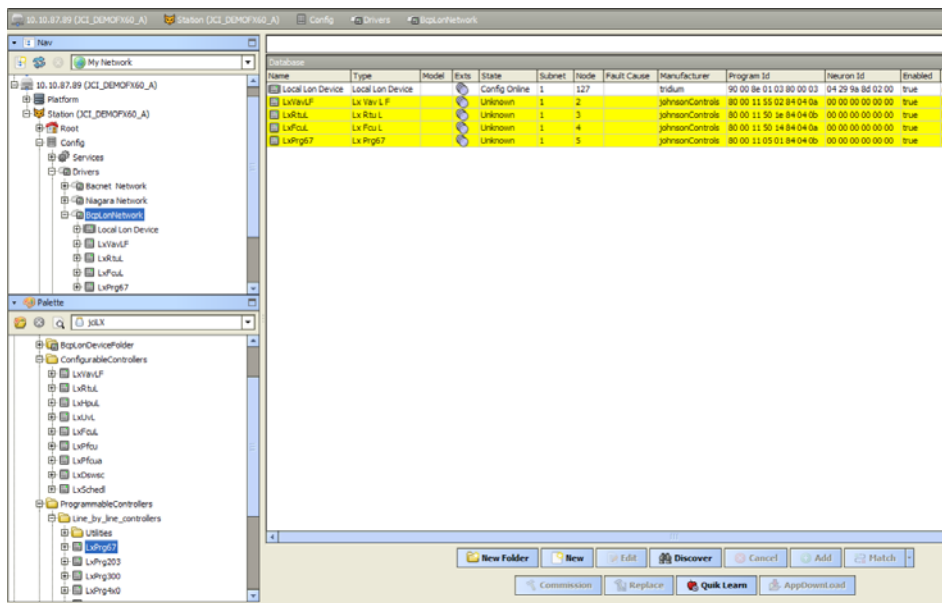 10.10.87.89 (JCI_DEMOFX60_A) Station (JCI_DEMOFX60_A) Config Drivers BcpLonNetwork
Nav
My Network
10.10.87.89 (JCI_DEMOFX60_A)
Platform
Station (JCI_DEMOFX60_A)
Root
Config
Services
Drivers
Bacnet Network
Niagara Network
BcpLonNetwork
Local Lon Device
LxVavLF
LxRtuL
LxFcuL
LxPrg67
Palette
jciLX
BcpLonDeviceFolder
ConfigurableControllers
LxVavLF
LxRtuL
LxHpuL
LxUvL
LxFcuL
LxPfcu
LxPfcua
LxDswsc
LxSchedl
ProgrammableControllers
Line_by_line_controllers
Utilities
LxPrg67
LxPrg203
LxPrg300
LxPrg4x0
Database
Name Type Model Exts State Subnet Node Fault Cause Manufacturer Program Id Neuron Id Enabled
Local Lon Device Local Lon Device Config Online 1 127 tridium 90 00 8e 01 03 80 00 03 04 29 9a 8d 02 00 true
LxVavLF Lx Vav L F Unknown 1 2 johnsonControls 80 00 11 55 02 84 04 0a 00 00 00 00 00 00 true
LxRtuL Lx Rtu L Unknown 1 3 johnsonControls 80 00 11 50 1e 84 04 0b 00 00 00 00 00 00 true
LxFcuL Lx Fcu L Unknown 1 4 johnsonControls 80 00 11 50 14 84 04 0a 00 00 00 00 00 00 true
LxPrg67 Lx Prg67 Unknown 1 5 johnsonControls 80 00 11 05 01 84 04 0b 00 00 00 00 00 00 true
New Folder New Edit Discover Cancel Add Match
Commission Replace Quik Learn AppDownLoad